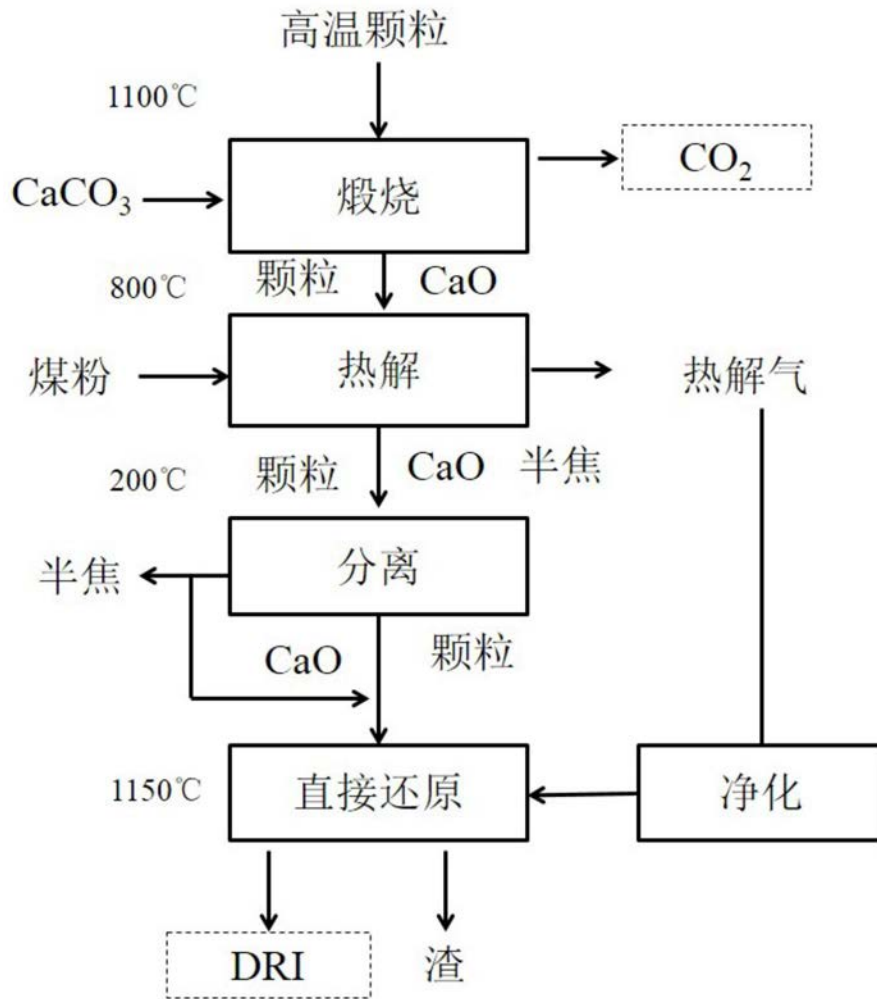 高温颗粒
1100℃
CO₂
CaCO₃
煅烧
800℃
颗粒
CaO
煤粉
热解
热解气
200℃
颗粒
CaO
半焦
半焦
分离
CaO
颗粒
1150℃
直接还原
净化
DRI
渣